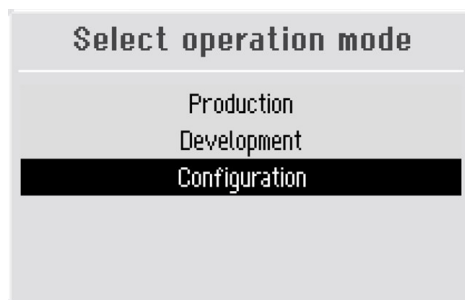 Select operation mode
Production
Development
Configuration